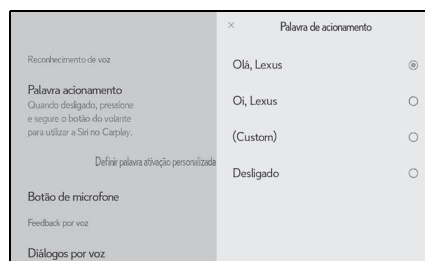 Reconhecimento de voz
Palavra acionamento
Quando desligado, pressione
e segure o botão do volante
para utilizar a Siri no Carplay.
Definir palavra ativação personalizada
Botão de microfone
Feedback por voz
Diálogos por voz
× Palavra de acionamento
Olá, Lexus
Oi, Lexus
(Custom)
Desligado